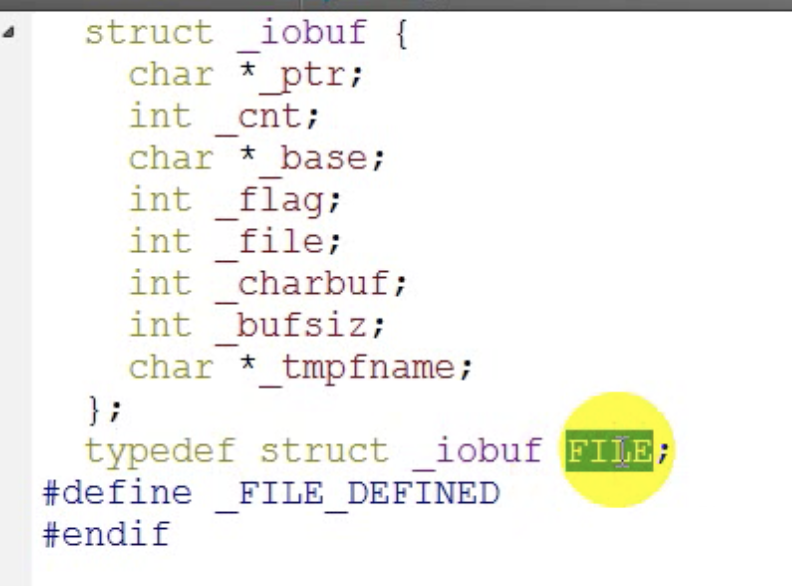 struct _iobuf {
char *_ptr;
int _cnt;
char *_base;
int _flag;
int _file;
int _charbuf;
int _bufsiz;
char *_tmpfname;
};
typedef struct _iobuf FILE;
#define _FILE_DEFINED
#endif